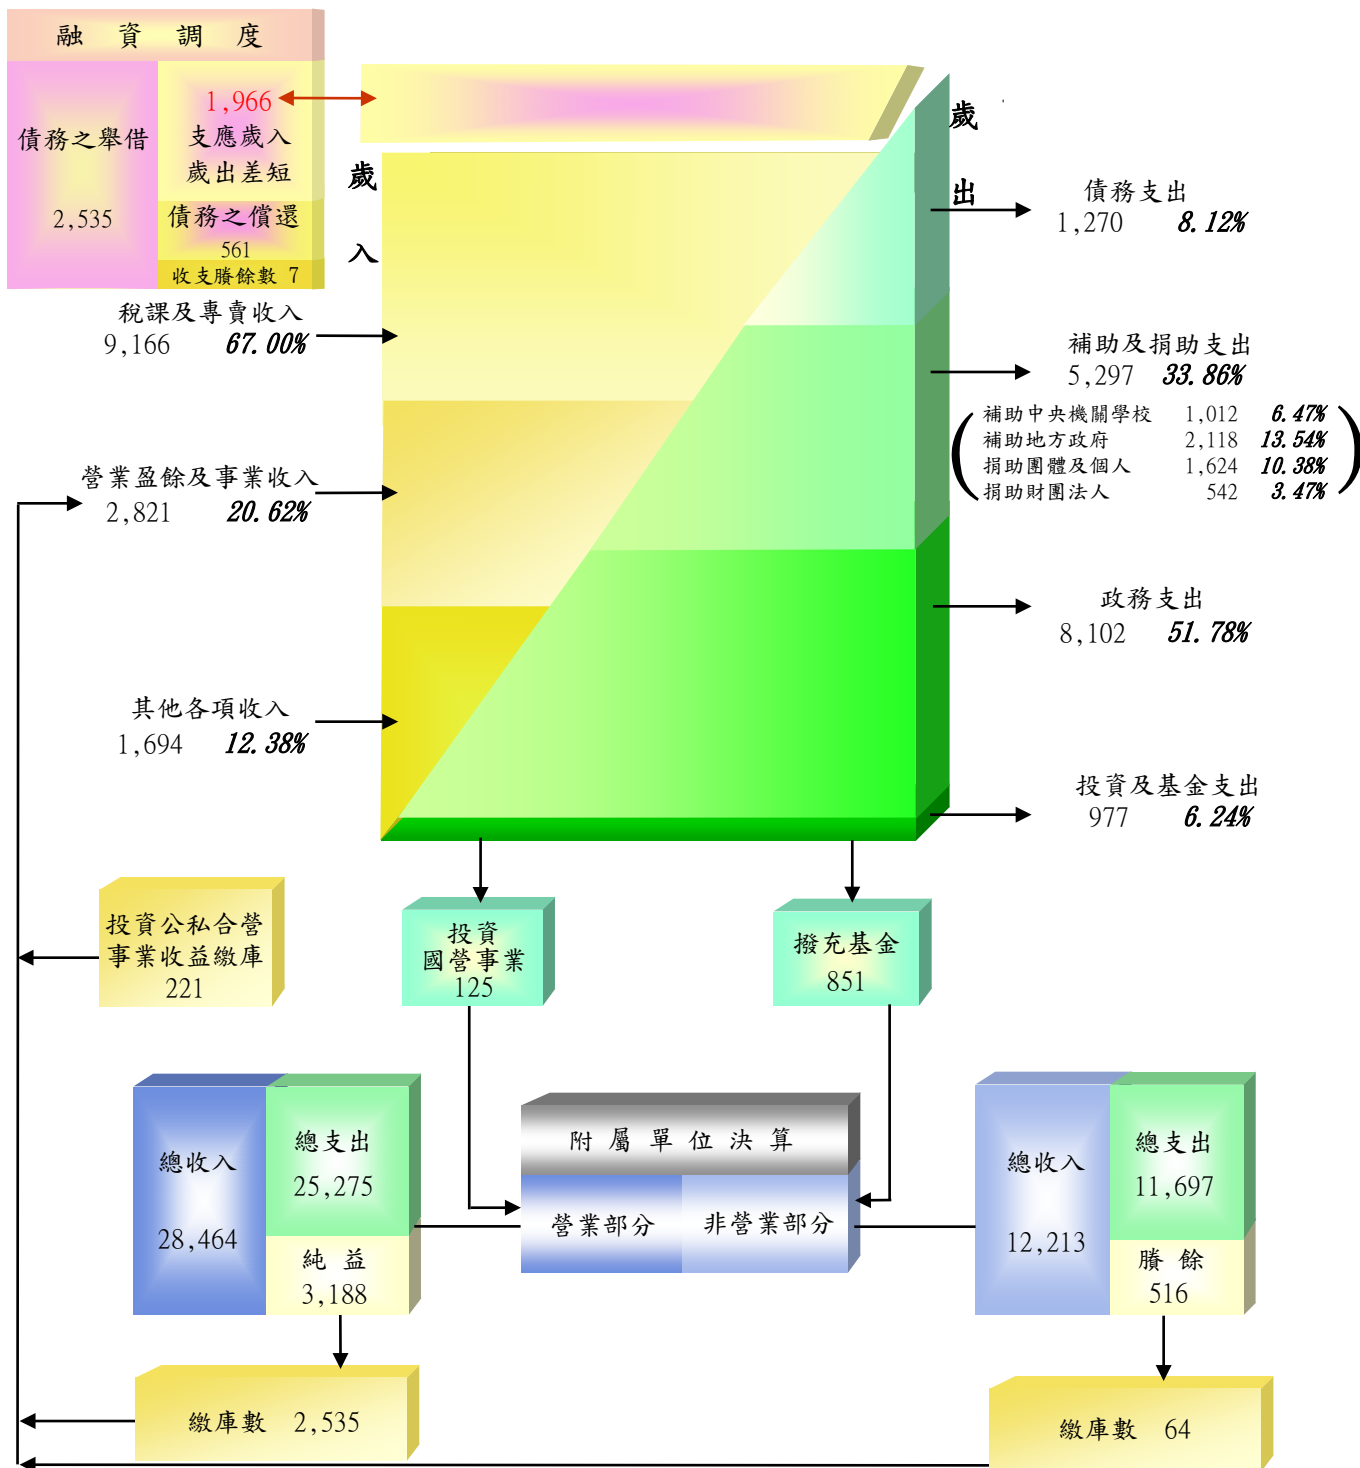 融資調度
債務之舉借
2,535
1,966
支應歲入
歲出差短
債務之償還
561
收支賸餘數 7
歲入
歲出
稅課及專賣收入
9,166 67.00%
營業盈餘及事業收入
2,821 20.62%
其他各項收入
1,694 12.38%
債務支出
1,270 8.12%
補助及捐助支出
5,297 33.86%
補助中央機關學校 1,012 6.47%
補助地方政府 2,118 13.54%
捐助團體及個人 1,624 10.38%
捐助財團法人 542 3.47%
政務支出
8,102 51.78%
投資及基金支出
977 6.24%
投資公私合營
事業收益繳庫
221
投資
國營事業
125
撥充基金
851
總收入
28,464
總支出
25,275
純益
3,188
附屬單位決算
營業部分
非營業部分
總收入
12,213
總支出
11,697
賸餘
516
繳庫數 2,535
繳庫數 64